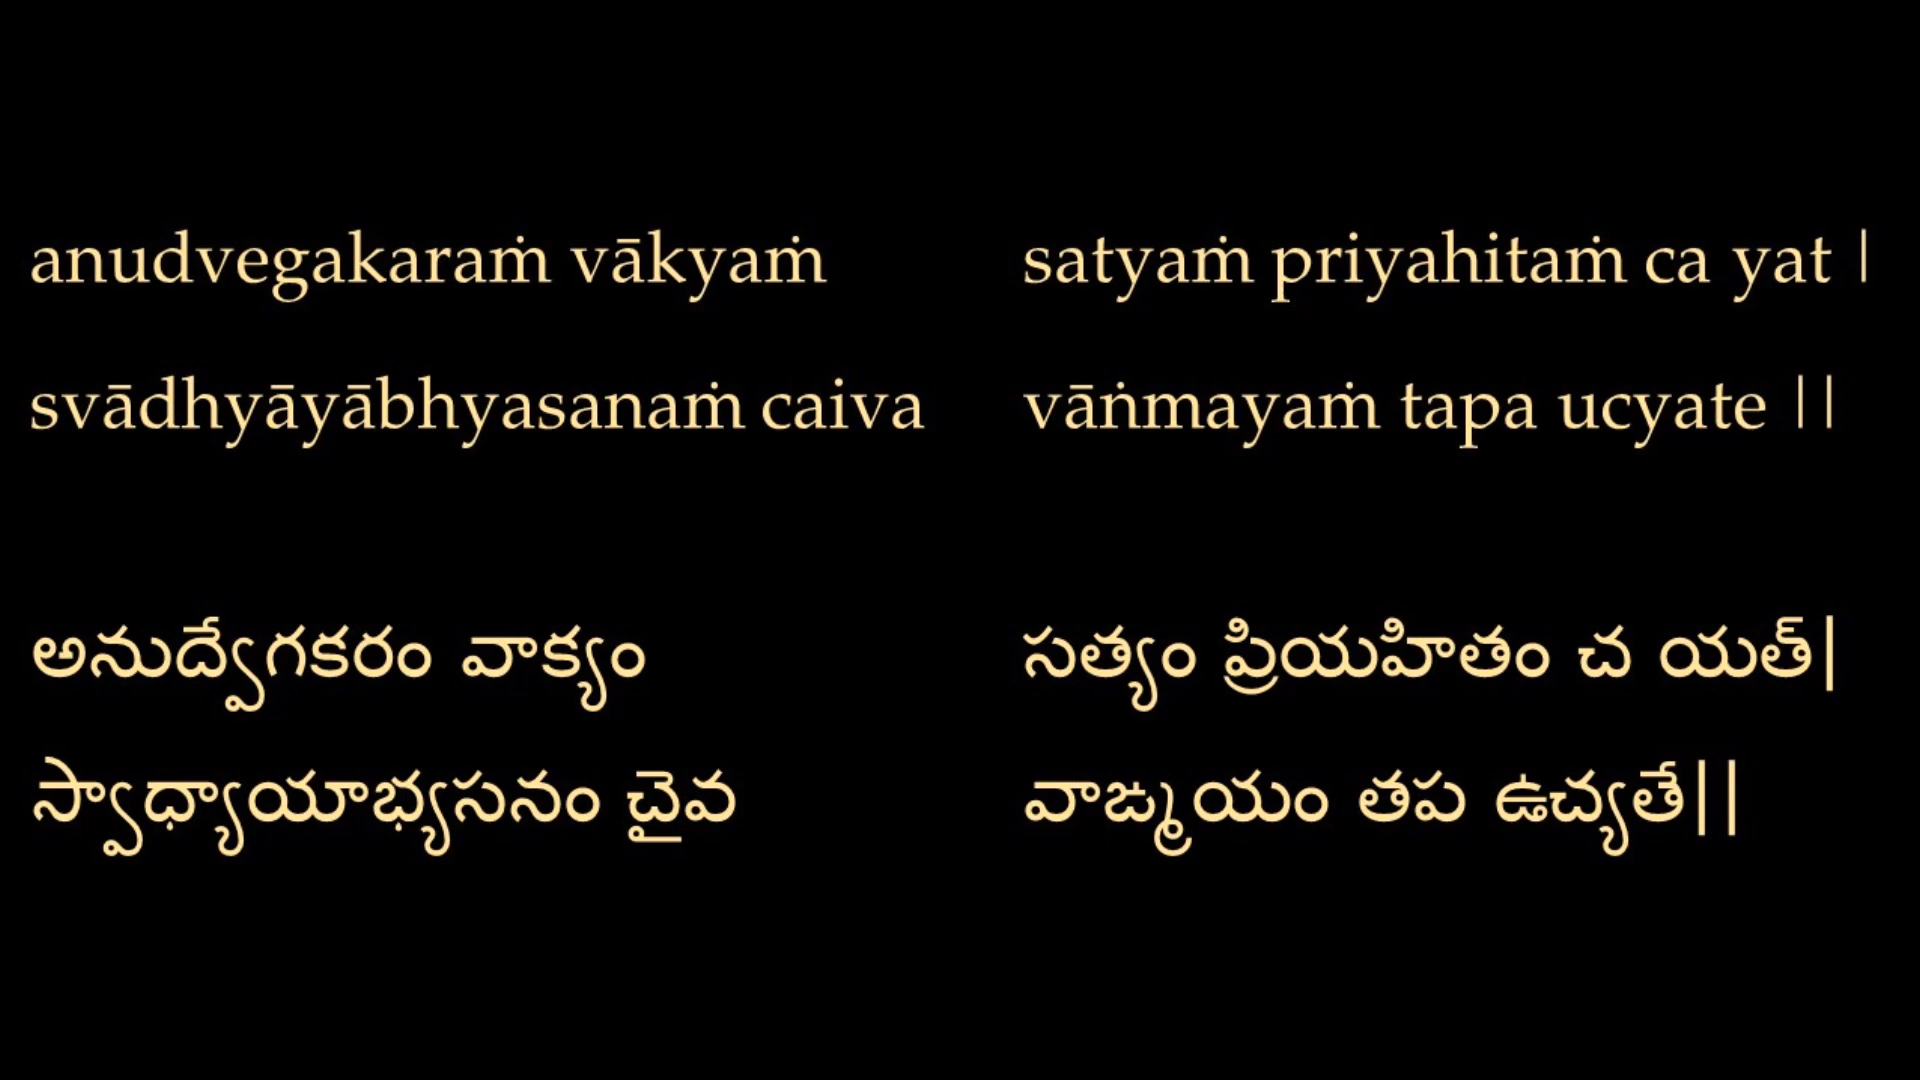 anudvegakaraṁ vākyaṁ satyaṁ priyahitaṁ ca yat |
svādhyāyābhyasanaṁ caiva vāṅmayaṁ tapa ucyate ||
అనుద్వేగకరం వాక్యం సత్యం ప్రియహితం చ యత్|
స్వాధ్యాయాభ్యసనం చైవ వాఙ్మయం తప ఉచ్యతే||